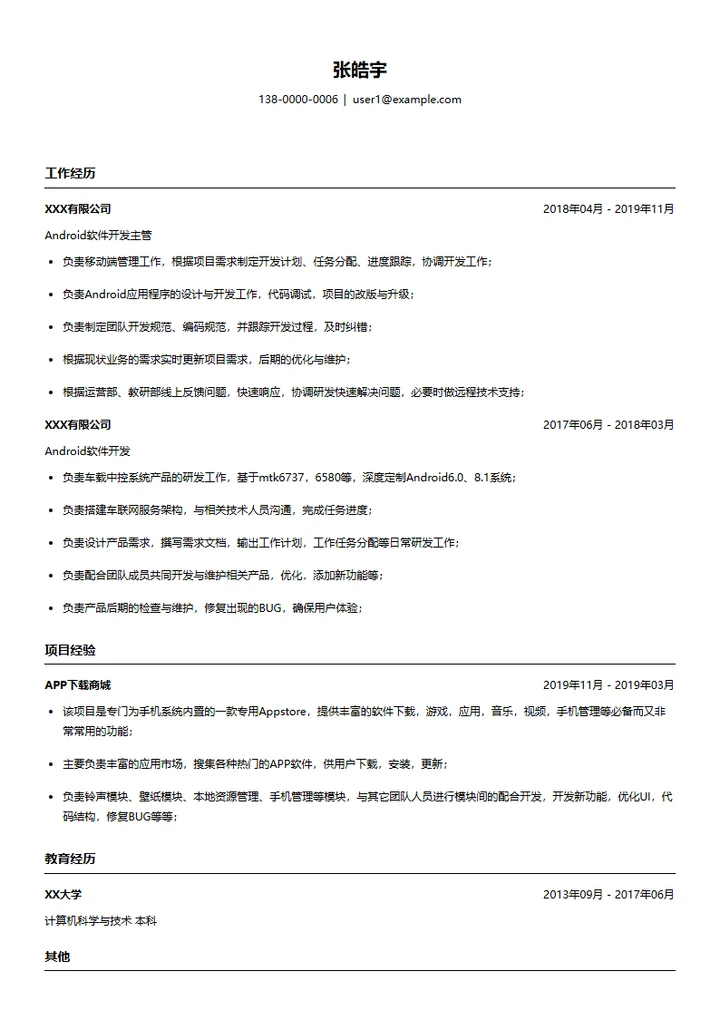 张皓宇
138-0000-0006 | user1@example.com
工作经历
XXX有限公司 2018年04月 - 2019年11月
Android软件开发主管
• 负责移动端管理工作，根据项目需求制定开发计划、任务分配、进度跟踪，协调开发工作；
• 负责Android应用程序的设计与开发工作，代码调试，项目的改版与升级；
• 负责制定团队开发规范、编码规范，并跟踪开发过程，及时纠错；
• 根据现状业务的需求实时更新项目需求，后期的优化与维护；
• 根据运营部、教研部线上反馈问题，快速响应，协调研发快速解决问题，必要时做远程技术支持；
XXX有限公司 2017年06月 - 2018年03月
Android软件开发
• 负责车载中控系统产品的研发工作，基于mtk6737，6580等，深度定制Android6.0、8.1系统；
• 负责搭建车联网服务架构，与相关技术人员沟通，完成任务进度；
• 负责设计产品需求，撰写需求文档，输出工作计划，工作任务分配等日常研发工作；
• 负责配合团队成员共同开发与维护相关产品，优化，添加新功能等；
• 负责产品后期的检查与维护，修复出现的BUG，确保用户体验；
项目经验
APP下载商城 2019年11月 - 2019年03月
• 该项目是专门为手机系统内置的一款专用Appstore，提供丰富的软件下载，游戏，应用，音乐，视频，手机管理等必备而又非
常常用的功能；
• 主要负责丰富的应用市场，搜集各种热门的APP软件，供用户下载，安装，更新；
• 负责铃声模块、壁纸模块、本地资源管理、手机管理等模块，与其它团队人员进行模块间的配合开发，开发新功能，优化UI，代
码结构，修复BUG等等；
教育经历
XX大学 2013年09月 - 2017年06月
计算机科学与技术 本科
其他